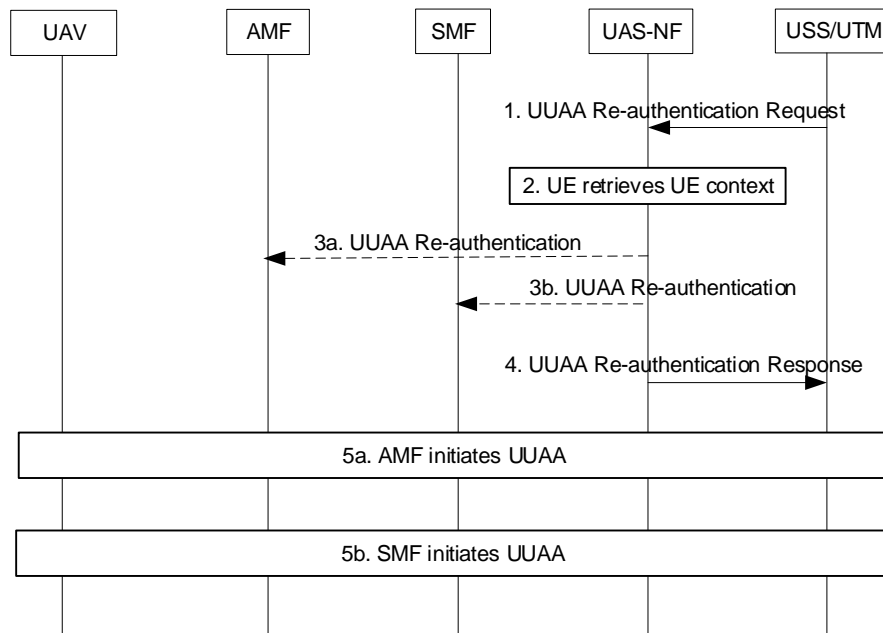 UAV
AMF
SMF
UAS-NF
USS/UTM
1. UUAA Re-authentication Request
2. UE retrieves UE context
3a. UUAA Re-authentication
3b. UUAA Re-authentication
4. UUAA Re-authentication Response
5a. AMF initiates UUAA
5b. SMF initiates UUAA